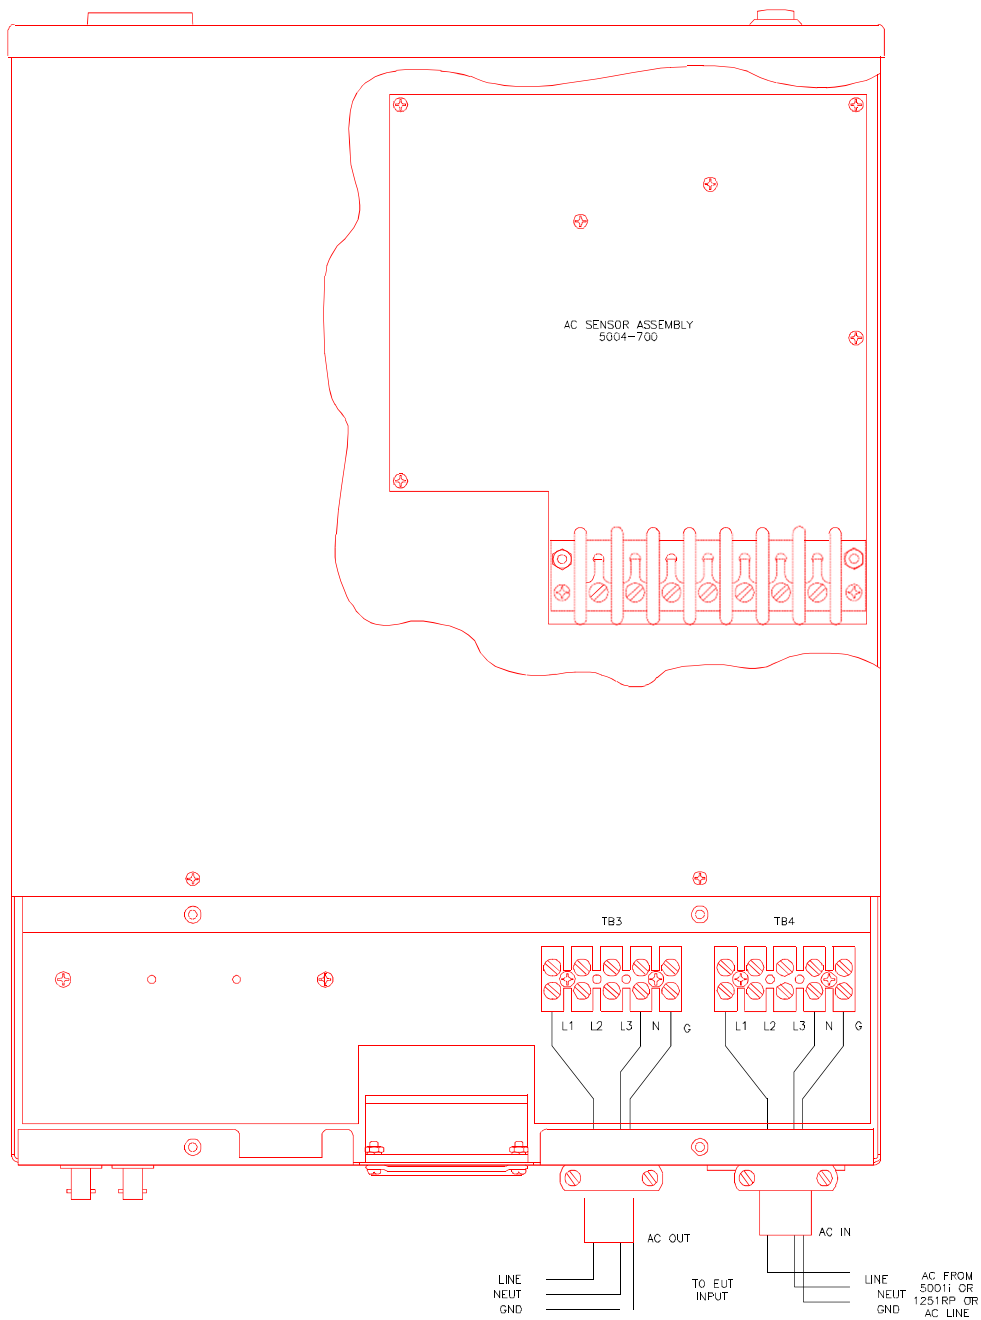 AC SENSOR ASSEMBLY
5004-700
TB3
TB4
L1 L2 L3 N G
L1 L2 L3 N G
AC OUT
AC IN
LINE
NEUT
GND
TO EUT
INPUT
LINE
NEUT
GND
AC FROM
5001i OR
1251RP OR
AC LINE